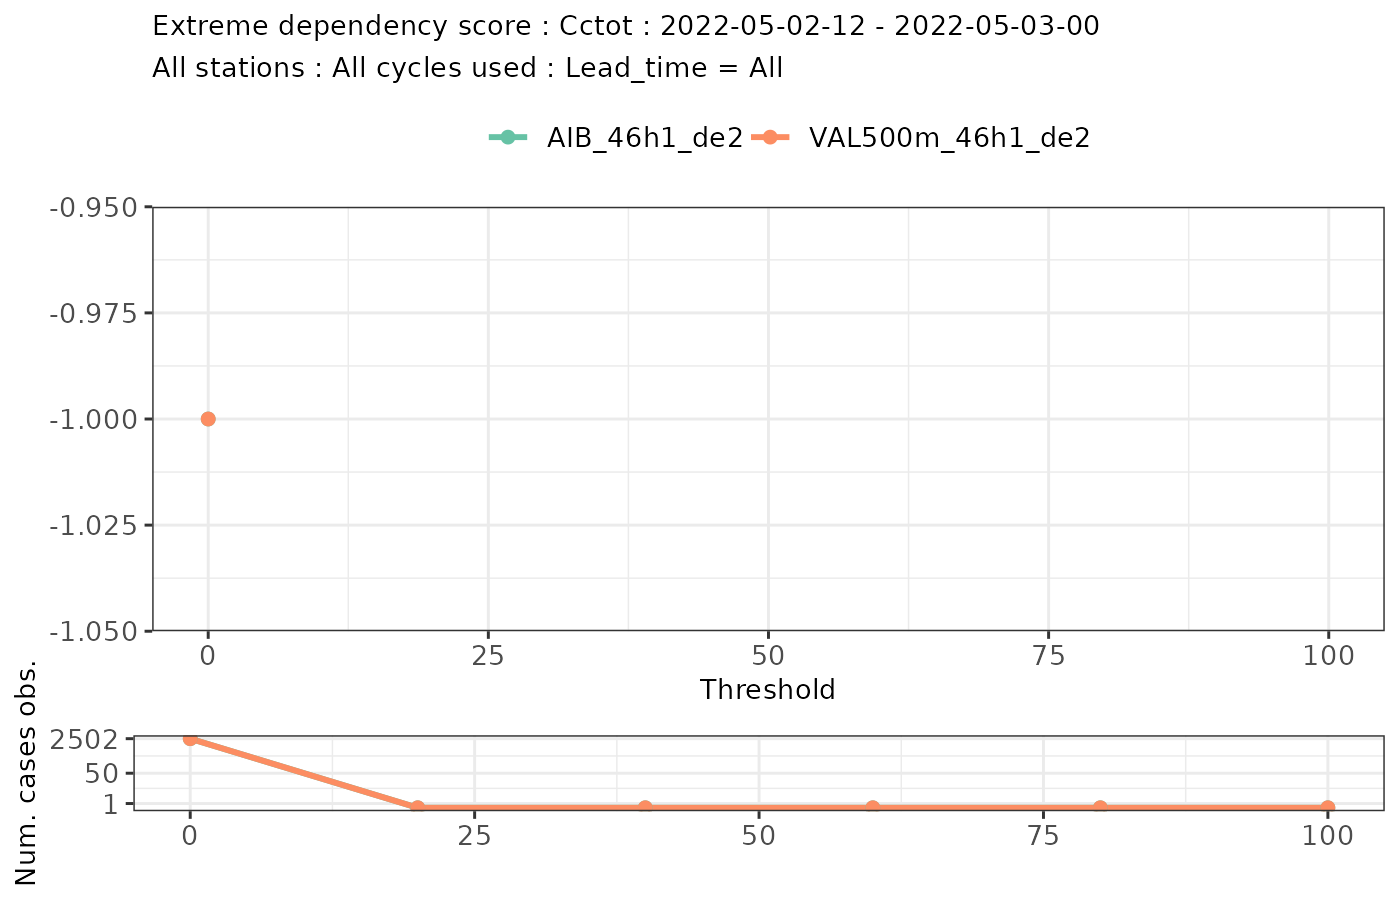 Extreme dependency score : Cctot : 2022-05-02-12 - 2022-05-03-00
All stations : All cycles used : Lead_time = All
AIB_46h1_de2 VAL500m_46h1_de2
-0.950
-0.975
-1.000
-1.025
-1.050
0 25 50 75 100
Threshold
Num. cases obs.
2502
50
1
0 25 50 75 100